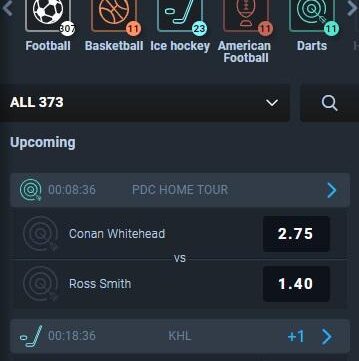 307 11 23 11 11
Football Basketball Ice hockey American Football Darts
ALL 373
Upcoming
00:08:36 PDC HOME TOUR
Conan Whitehead 2.75
vs
Ross Smith 1.40
00:18:36 KHL +1